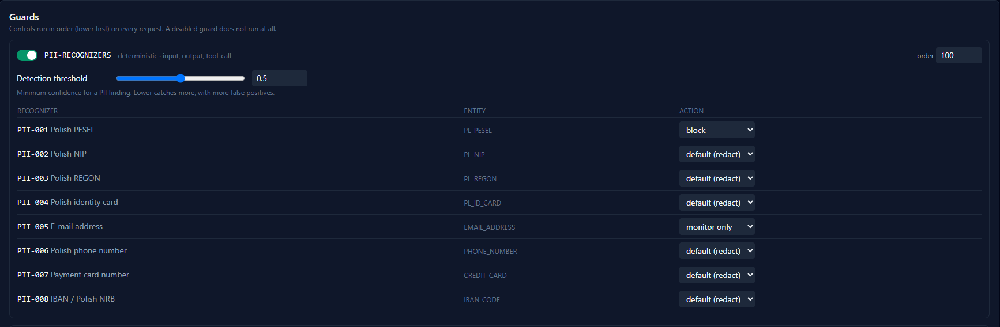 Guards
Controls run in order (lower first) on every request. A disabled guard does not run at all.
PII-RECOGNIZERS deterministic · input, output, tool_call order 100
Detection threshold 0.5
Minimum confidence for a PII finding. Lower catches more, with more false positives.
RECOGNIZER ENTITY ACTION
PII-001 Polish PESEL PL_PESEL block
PII-002 Polish NIP PL_NIP default (redact)
PII-003 Polish REGON PL_REGON default (redact)
PII-004 Polish identity card PL_ID_CARD default (redact)
PII-005 E-mail address EMAIL_ADDRESS monitor only
PII-006 Polish phone number PHONE_NUMBER default (redact)
PII-007 Payment card number CREDIT_CARD default (redact)
PII-008 IBAN / Polish NRB IBAN_CODE default (redact)